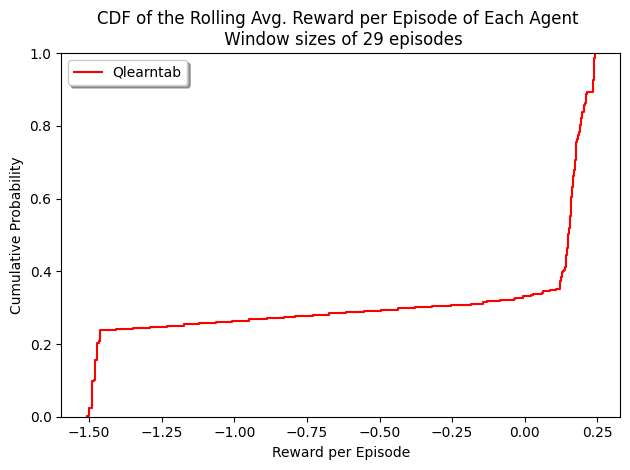 CDF of the Rolling Avg. Reward per Episode of Each Agent
Window sizes of 29 episodes
Qlearntab
Cumulative Probability
1.0
0.8
0.6
0.4
0.2
0.0
−1.50 −1.25 −1.00 −0.75 −0.50 −0.25 0.00 0.25
Reward per Episode